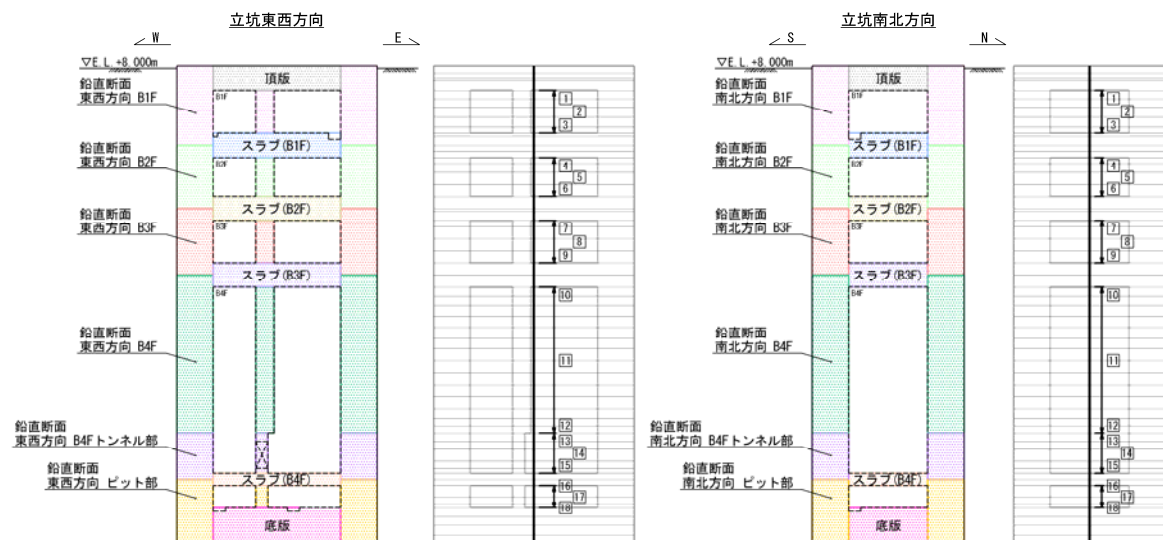 立坑東西方向
W
E
▽E.L.+8.000m
頂版
鉛直断面
東西方向 B1F
B1F
スラブ(B1F)
鉛直断面
東西方向 B2F
B2F
スラブ(B2F)
鉛直断面
東西方向 B3F
B3F
スラブ(B3F)
B4F
鉛直断面
東西方向 B4F
鉛直断面
東西方向 B4Fトンネル部
スラブ(B4F)
鉛直断面
東西方向 ピット部
底版
1
2
3
4
5
6
7
8
9
10
11
12
13
14
15
16
17
18
立坑南北方向
S
N
▽E.L.+8.000m
頂版
鉛直断面
南北方向 B1F
B1F
スラブ(B1F)
鉛直断面
南北方向 B2F
B2F
スラブ(B2F)
鉛直断面
南北方向 B3F
B3F
スラブ(B3F)
B4F
鉛直断面
南北方向 B4F
鉛直断面
南北方向 B4Fトンネル部
スラブ(B4F)
鉛直断面
南北方向 ピット部
底版
1
2
3
4
5
6
7
8
9
10
11
12
13
14
15
16
17
18